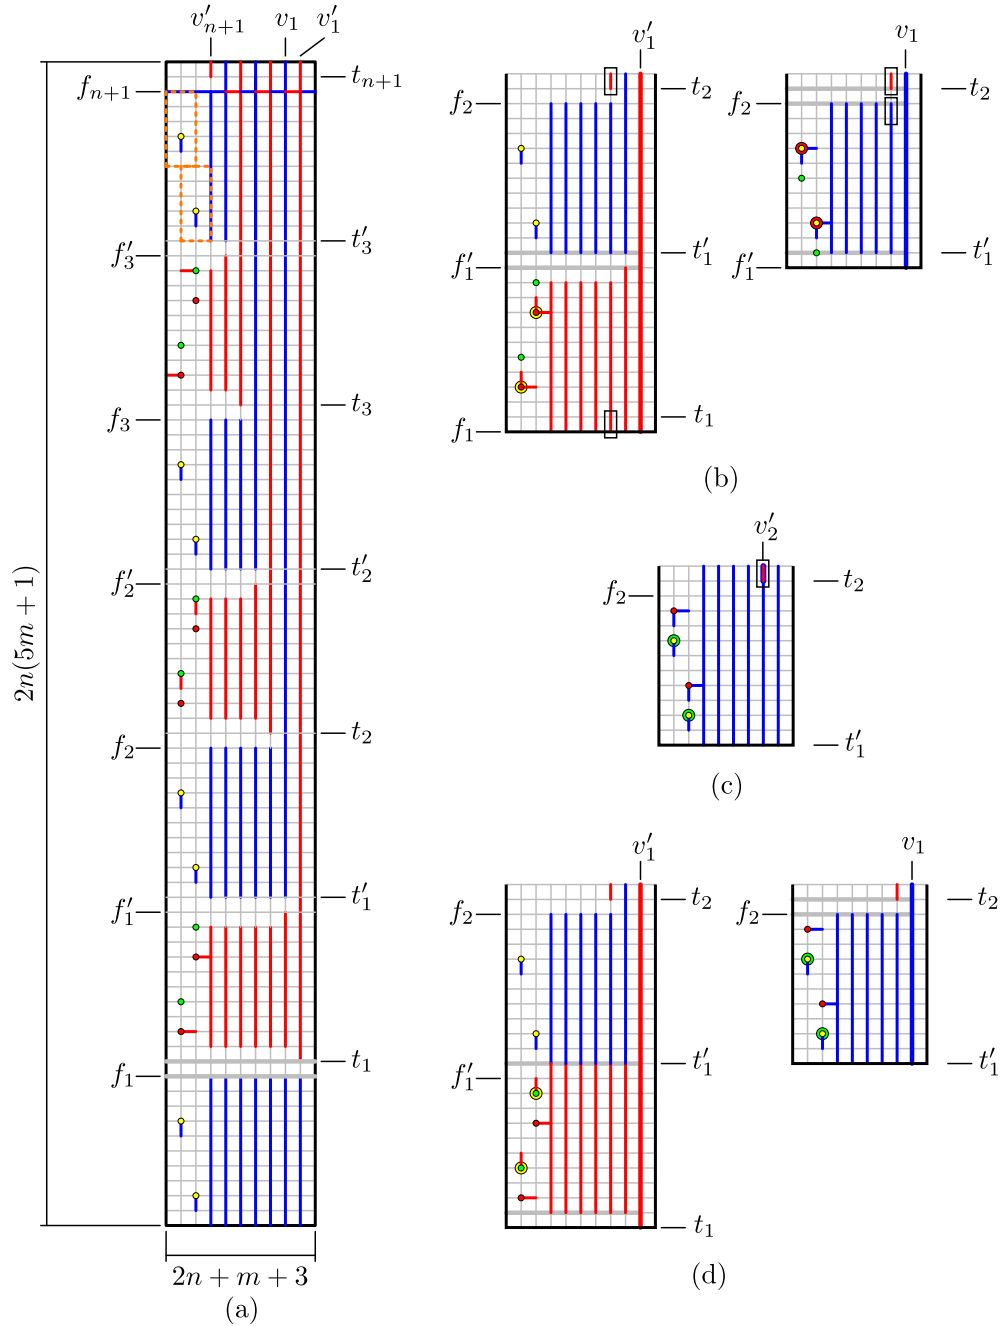 v′ₙ₊₁ v₁ v′₁
tₙ₊₁
fₙ₊₁
t′₃
f′₃
t₃
f₃
t′₂
f′₂
t₂
f₂
t′₁
f′₁
t₁
f₁
2n(5m + 1)
2n + m + 3
(a)
v′₁
t₂
f₂
t′₁
f′₁
t₁
f₁
v₁
t₂
f₂
t′₁
f′₁
(b)
v′₂
t₂
f₂
t′₁
(c)
v′₁
t₂
f₂
t′₁
f′₁
t₁
v₁
t₂
f₂
t′₁
(d)